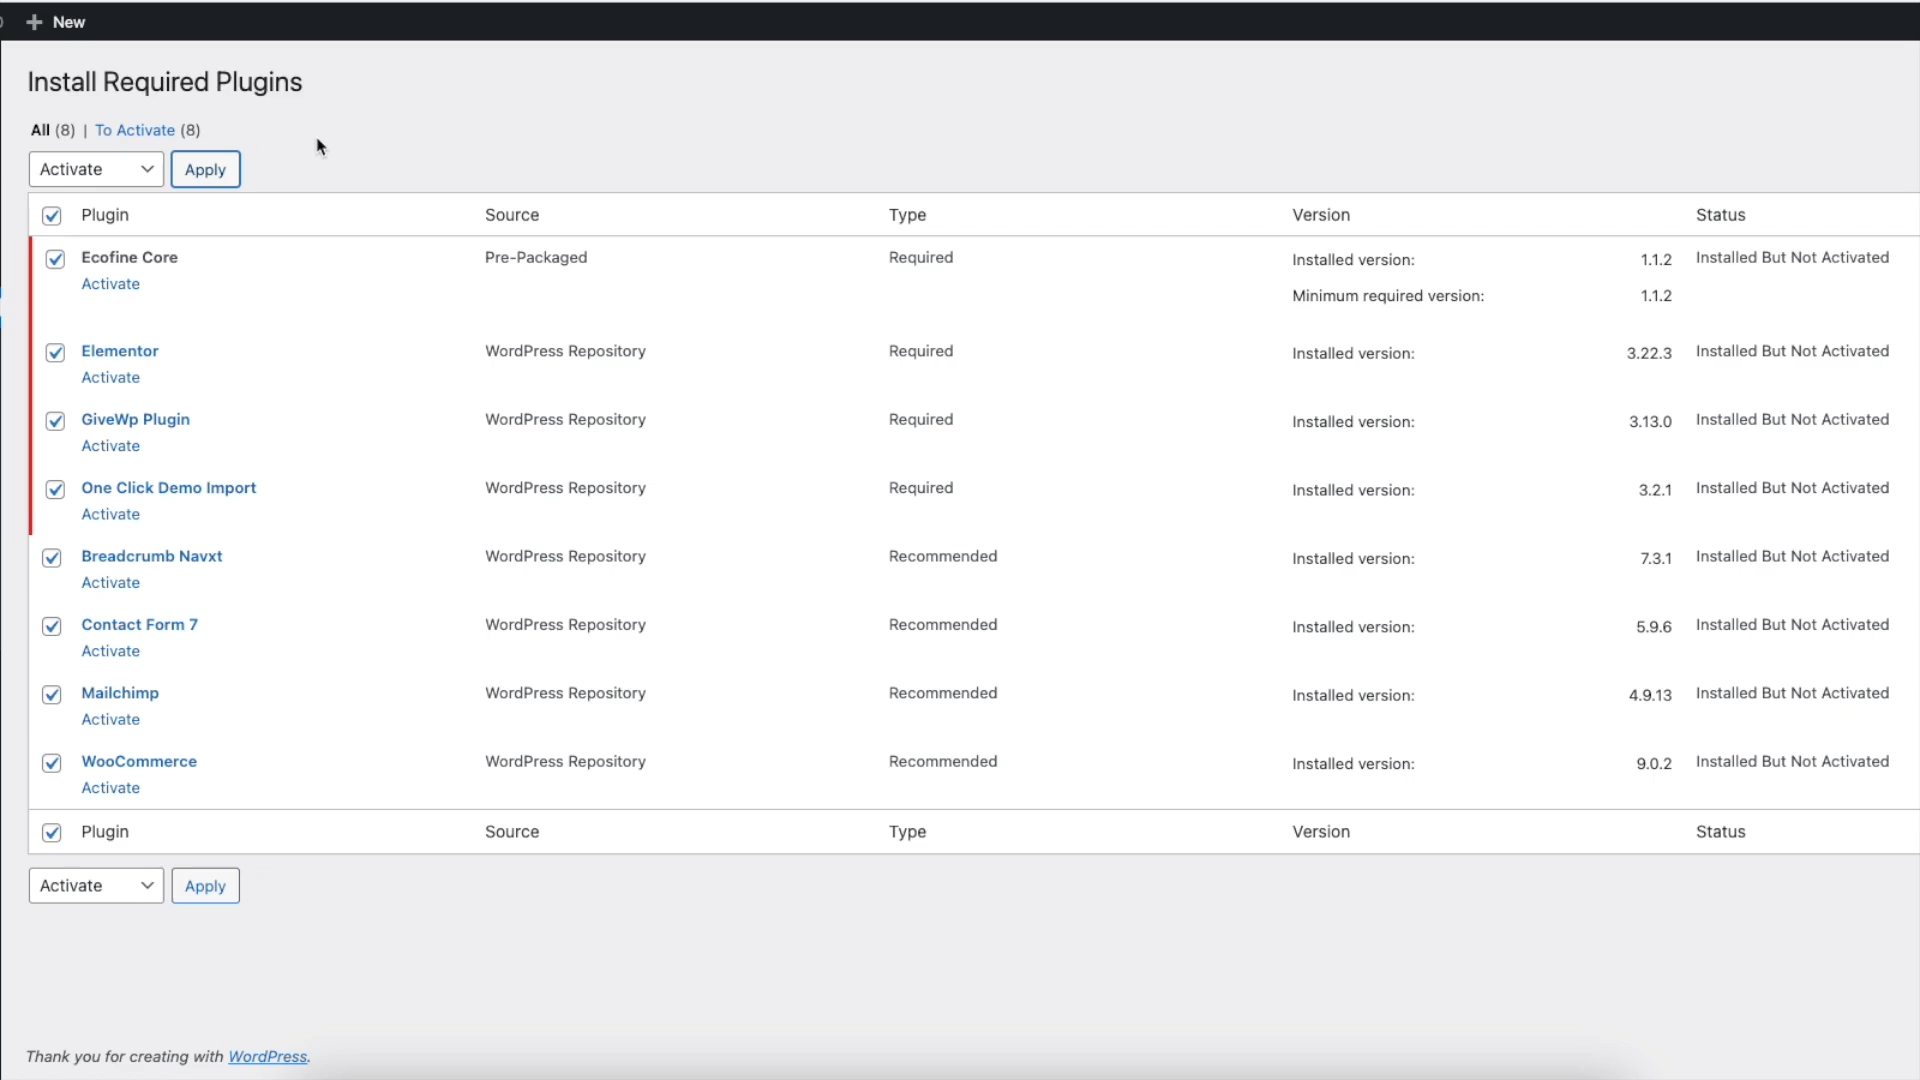 New
Install Required Plugins
All (8) | To Activate (8)
Activate Apply
Plugin Source Type Version Status
Ecofine Core Pre-Packaged Required Installed version: 1.1.2 Installed But Not Activated
Activate Minimum required version: 1.1.2
Elementor WordPress Repository Required Installed version: 3.22.3 Installed But Not Activated
Activate
GiveWp Plugin WordPress Repository Required Installed version: 3.13.0 Installed But Not Activated
Activate
One Click Demo Import WordPress Repository Required Installed version: 3.2.1 Installed But Not Activated
Activate
Breadcrumb Navxt WordPress Repository Recommended Installed version: 7.3.1 Installed But Not Activated
Activate
Contact Form 7 WordPress Repository Recommended Installed version: 5.9.6 Installed But Not Activated
Activate
Mailchimp WordPress Repository Recommended Installed version: 4.9.13 Installed But Not Activated
Activate
WooCommerce WordPress Repository Recommended Installed version: 9.0.2 Installed But Not Activated
Activate
Plugin Source Type Version Status
Activate Apply
Thank you for creating with WordPress.